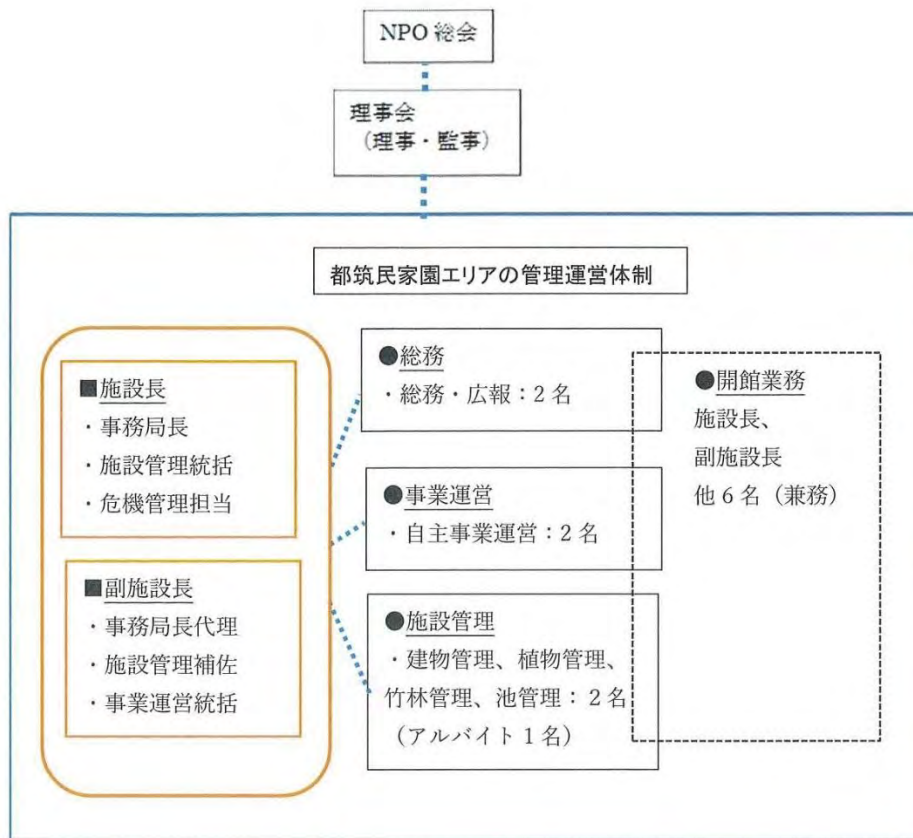 NPO 総会
理事会
（理事・監事）
都筑民家園エリアの管理運営体制
■施設長
・事務局長
・施設管理統括
・危機管理担当
■副施設長
・事務局長代理
・施設管理補佐
・事業運営統括
●総務
・総務・広報：2名
●事業運営
・自主事業運営：2名
●施設管理
・建物管理、植物管理、
竹林管理、池管理：2名
（アルバイト1名）
●開館業務
施設長、
副施設長
他6名（兼務）